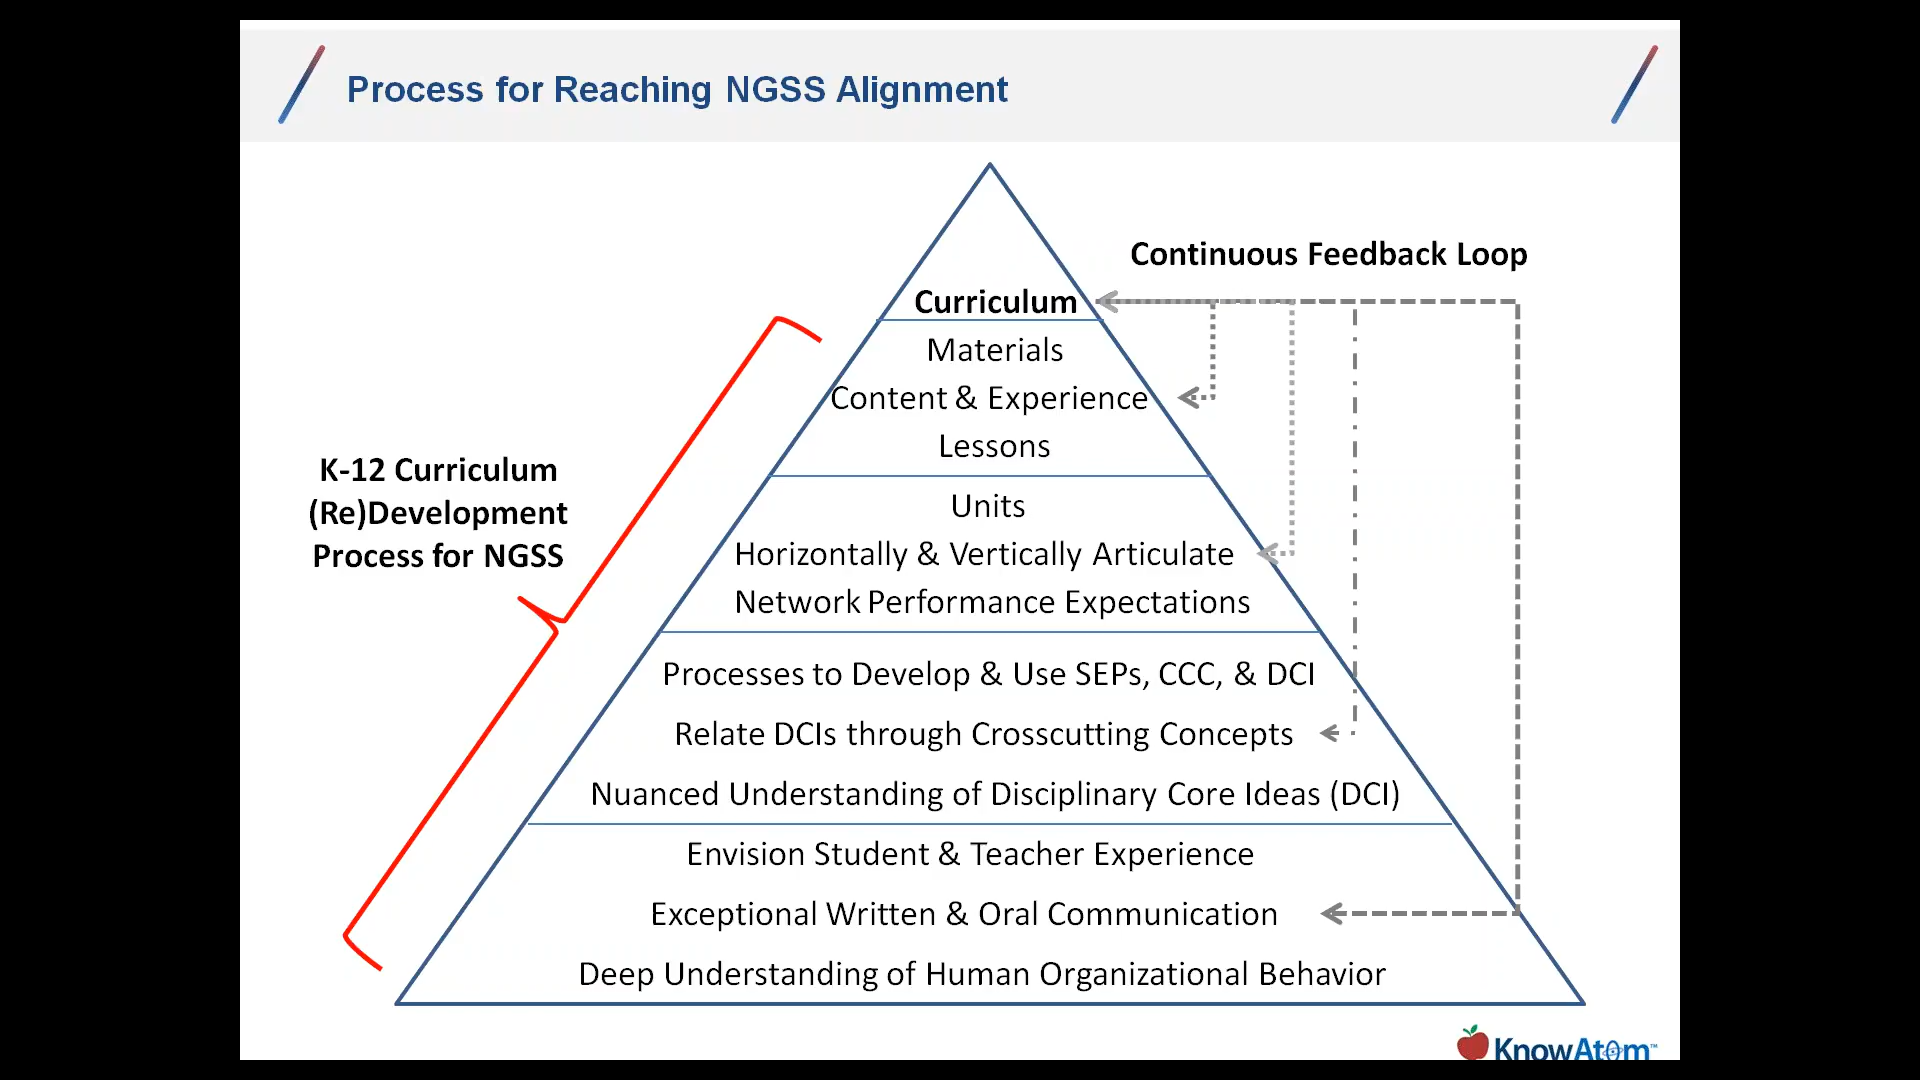 Process for Reaching NGSS Alignment
Continuous Feedback Loop
Curriculum
Materials
Content & Experience
Lessons
K-12 Curriculum
(Re)Development
Process for NGSS
Units
Horizontally & Vertically Articulate
Network Performance Expectations
Processes to Develop & Use SEPs, CCC, & DCI
Relate DCIs through Crosscutting Concepts
Nuanced Understanding of Disciplinary Core Ideas (DCI)
Envision Student & Teacher Experience
Exceptional Written & Oral Communication
Deep Understanding of Human Organizational Behavior
KnowAtom™